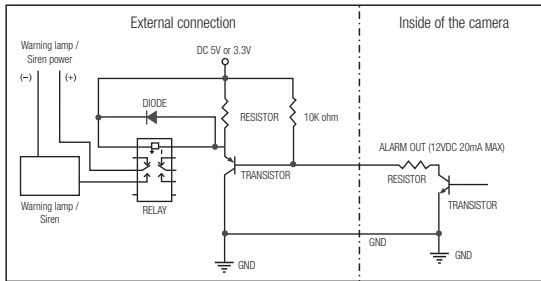 External connection
Inside of the camera
Warning lamp /
Siren power
(−)
(+)
DC 5V or 3.3V
DIODE
RESISTOR
10K ohm
+ −
RELAY
TRANSISTOR
ALARM OUT (12VDC 20mA MAX)
RESISTOR
TRANSISTOR
Warning lamp /
Siren
GND
GND
GND